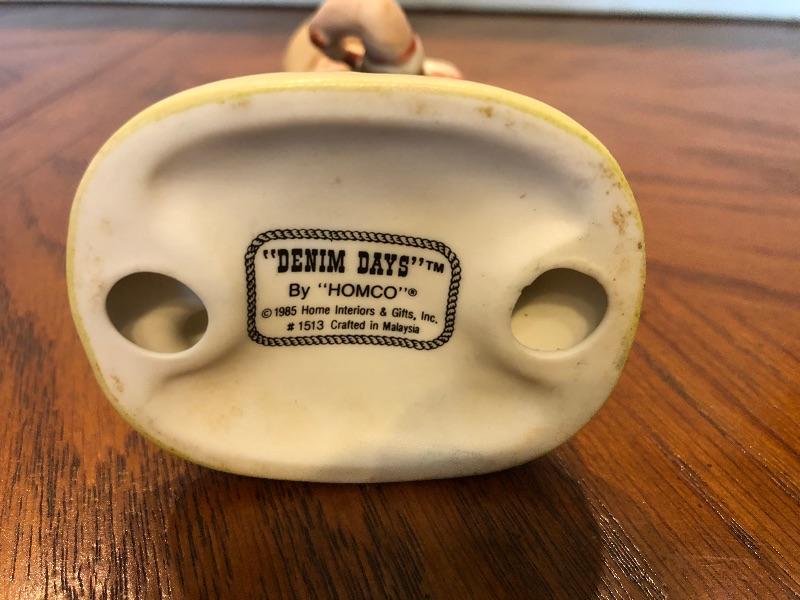 "DENIM DAYS"™
By "HOMCO"®
© 1985 Home Interiors & Gifts, Inc.
# 1513 Crafted in Malaysia